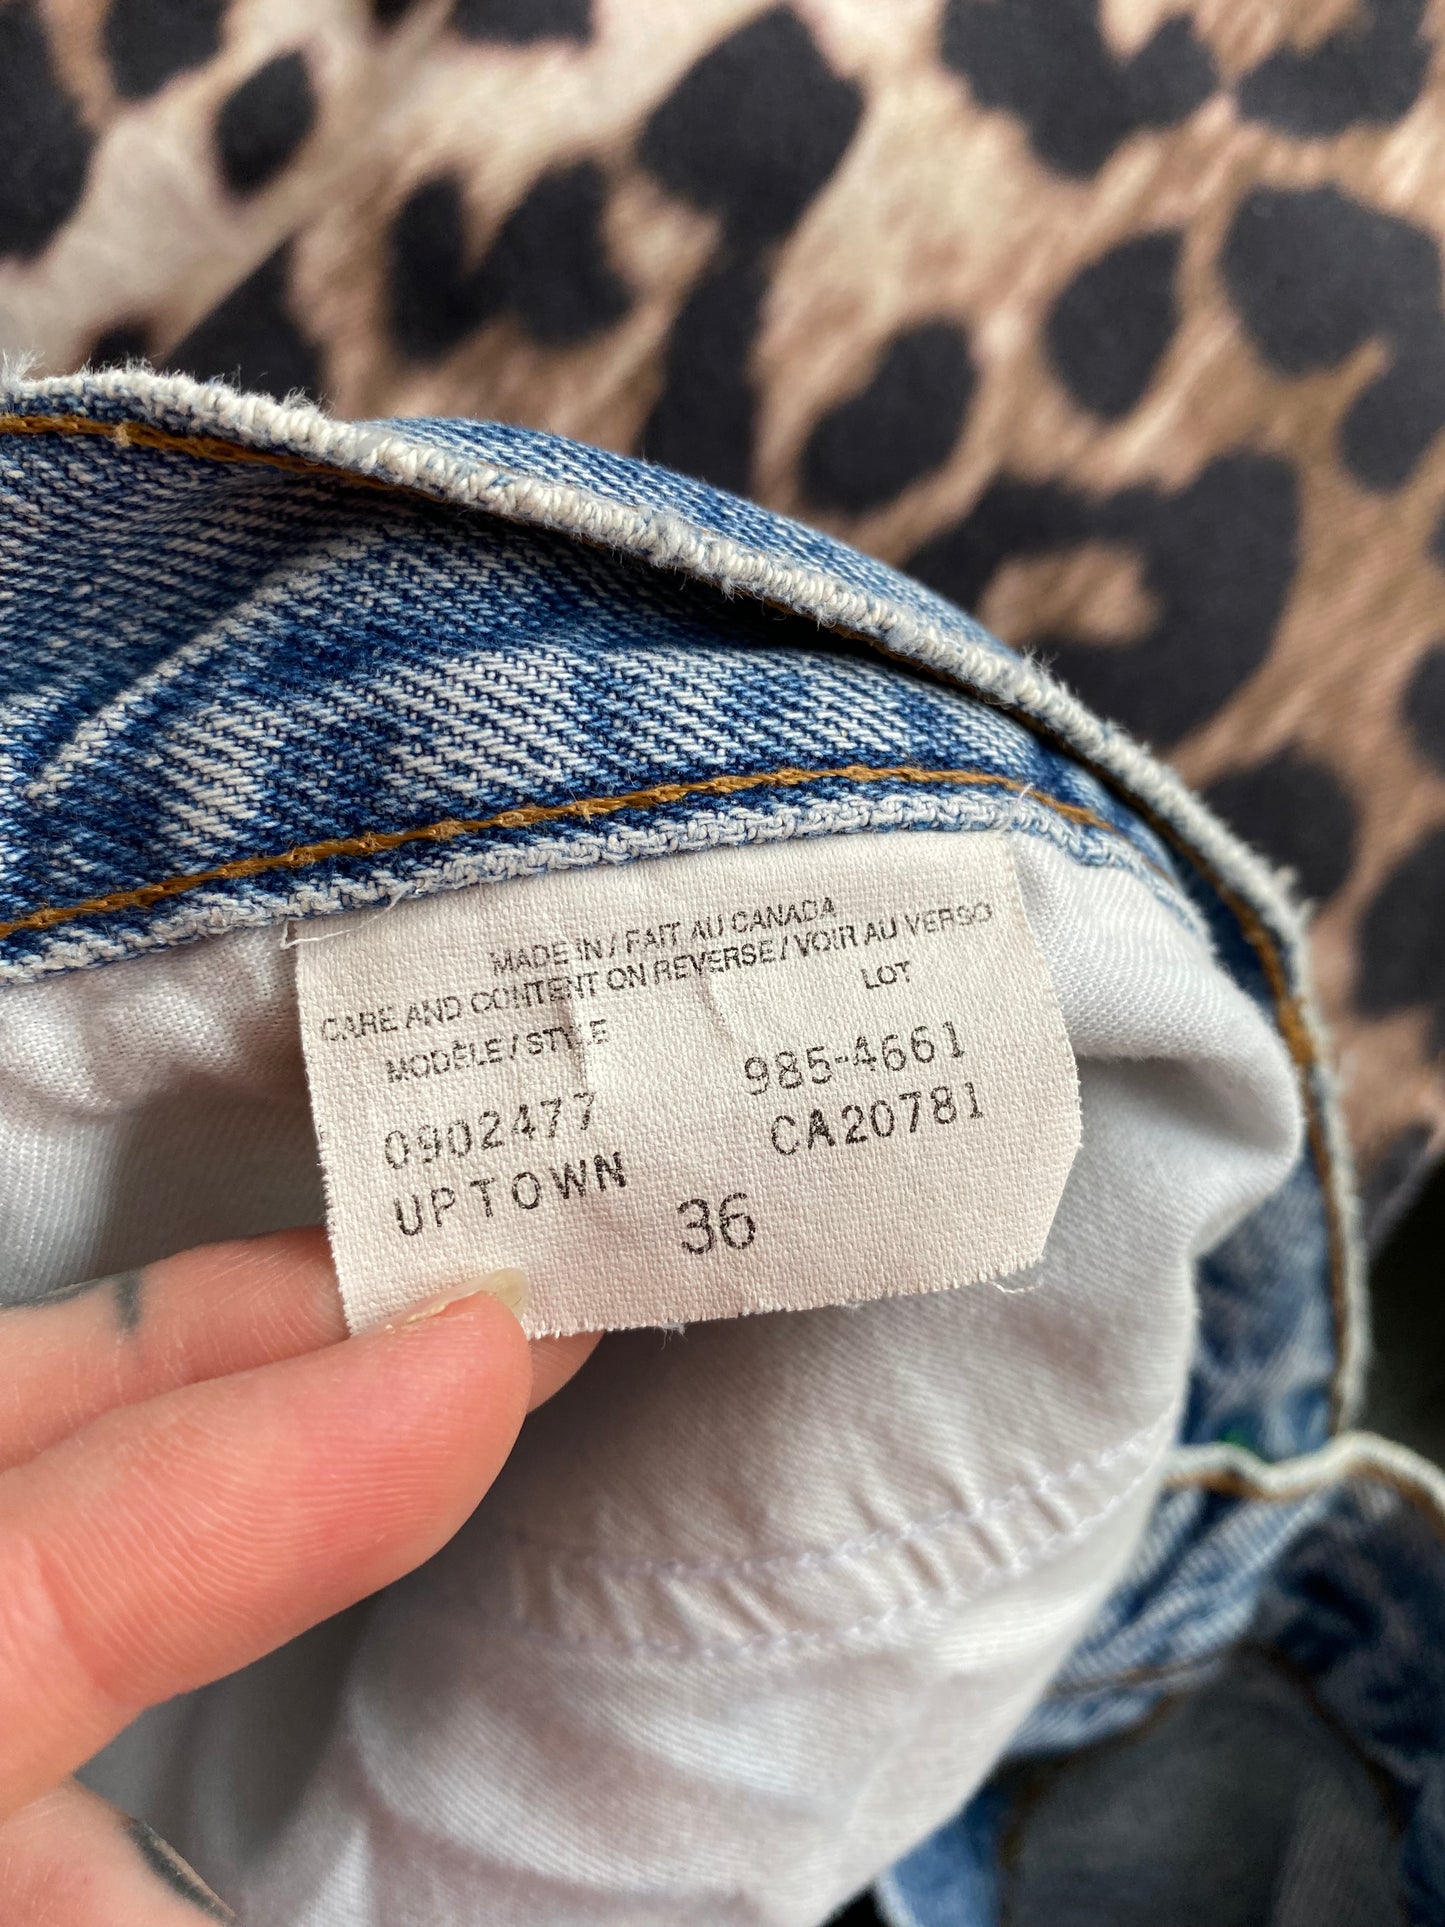 MADE IN / FAIT AU CANADA
CARE AND CONTENT ON REVERSE / VOIR AU VERSO
MODÈLE / STYLE LOT
0902477 985-4661
UPTOWN CA20781
36